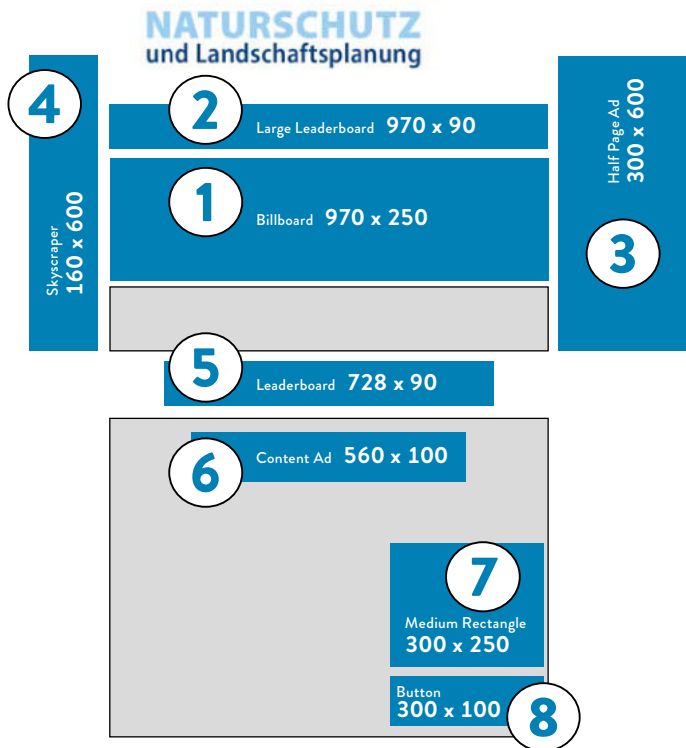 NATURSCHUTZ
und Landschaftsplanung
4
Skyscraper
160 x 600
2
Large Leaderboard 970 x 90
1
Billboard 970 x 250
Half Page Ad
300 x 600
3
5
Leaderboard 728 x 90
6
Content Ad 560 x 100
7
Medium Rectangle
300 x 250
Button
300 x 100
8